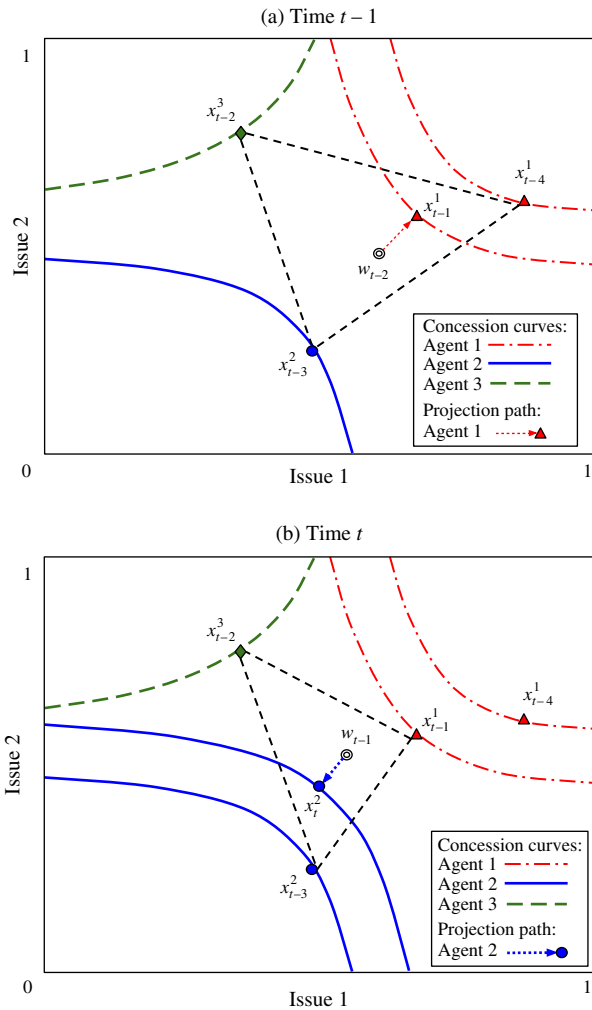 (a) Time t – 1
1
x³ₜ₋₂
x¹ₜ₋₄
x¹ₜ₋₁
wₜ₋₂
Issue 2
x²ₜ₋₃
Concession curves:
Agent 1
Agent 2
Agent 3
Projection path:
Agent 1
0
Issue 1
1
(b) Time t
1
x³ₜ₋₂
x¹ₜ₋₄
x¹ₜ₋₁
wₜ₋₁
Issue 2
x²ₜ
x²ₜ₋₃
Concession curves:
Agent 1
Agent 2
Agent 3
Projection path:
Agent 2
0
Issue 1
1